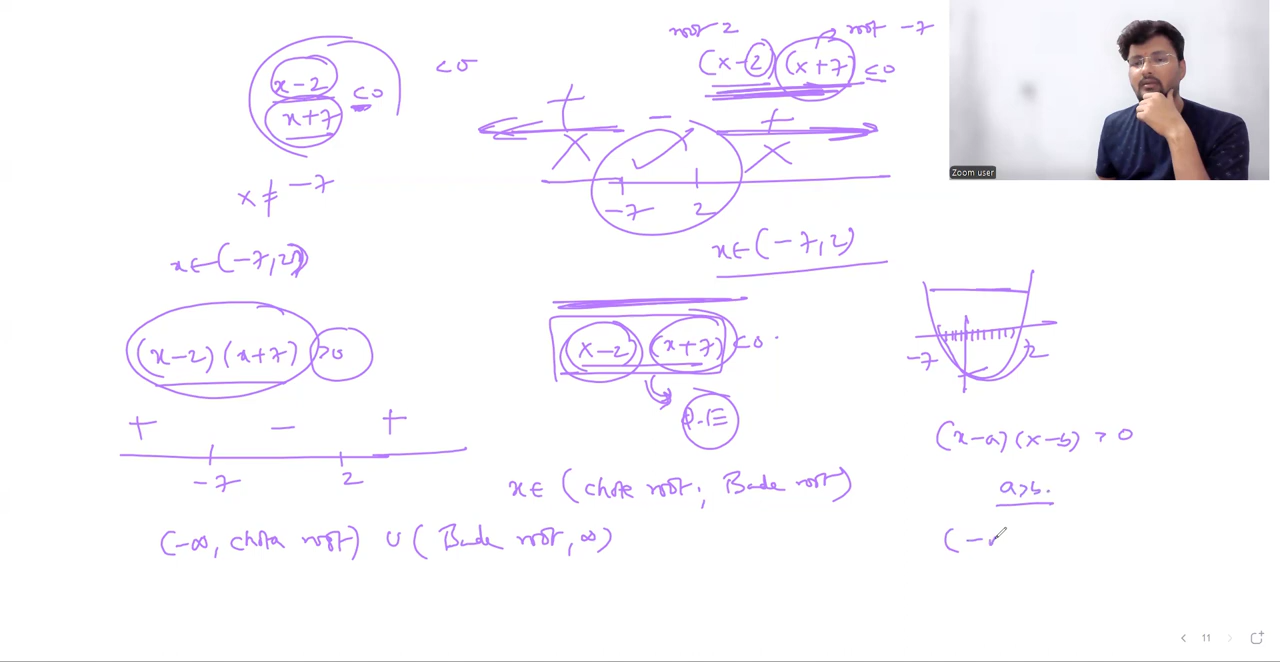 root 2
root -7
(x-2) (x+7) <0
<0
x-2
x+7
≤0
+ - +
x ≠ -7
-7 2
x∈ (-7,2)
x∈ (-7,2)
Zoom user
(x-2) (x+7) >0
(x-2) (x+7) <0
-7 2
+ - +
Q.E
(x-a) (x-b) > 0
-7 2
x∈ (chota root, Bada root)
a>b.
(-∞, chota root) ∪ (Bada root, ∞)
(-
11